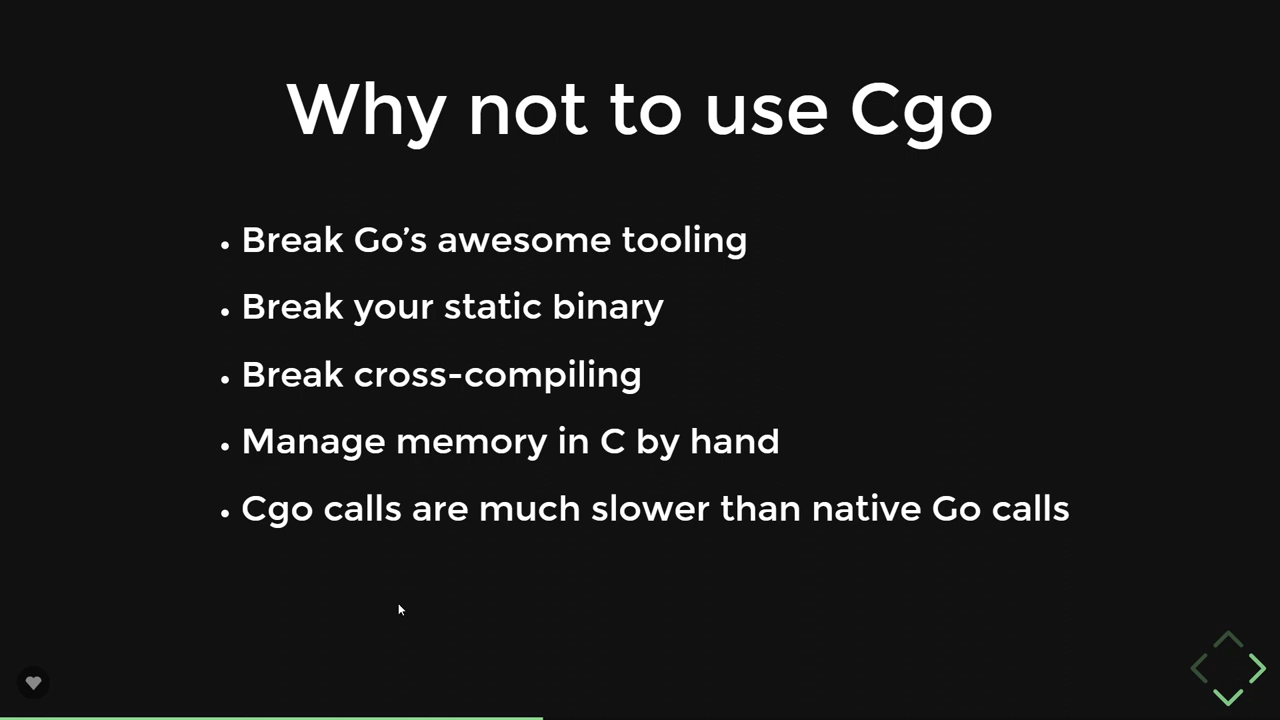 Why not to use Cgo
• Break Go’s awesome tooling
• Break your static binary
• Break cross-compiling
• Manage memory in C by hand
• Cgo calls are much slower than native Go calls